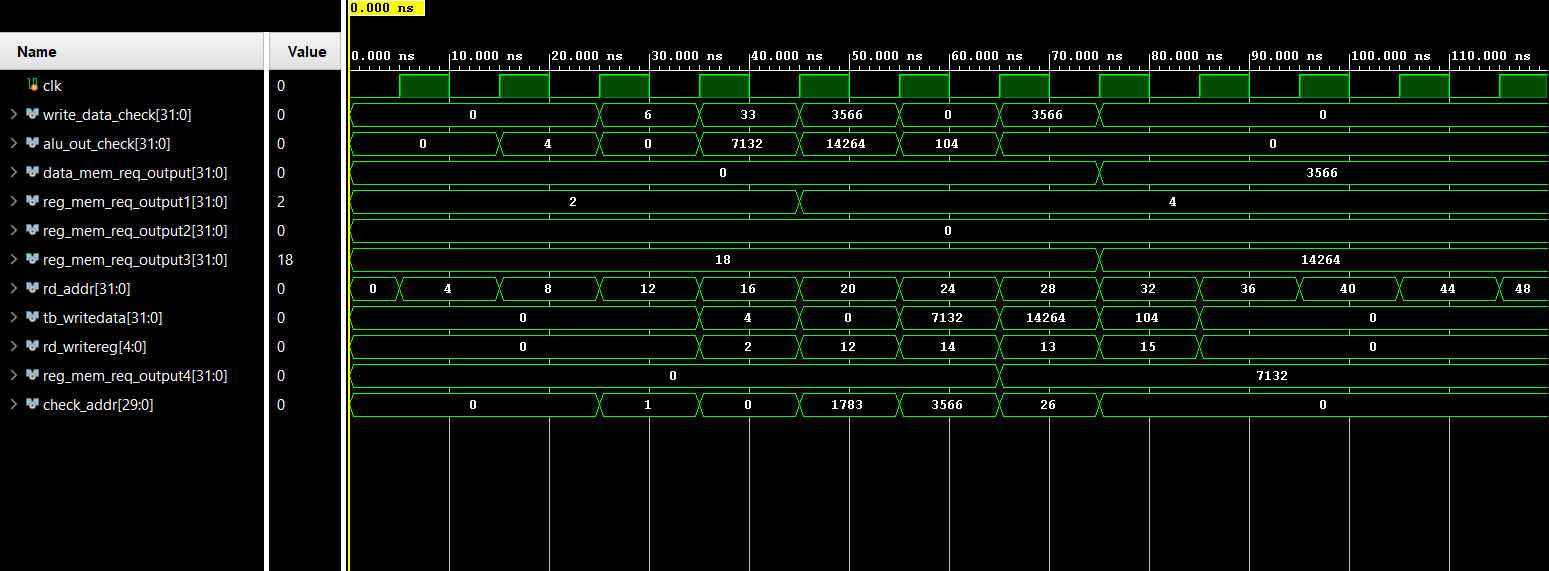 0.000 ns
Name Value
0.000 ns 10.000 ns 20.000 ns 30.000 ns 40.000 ns 50.000 ns 60.000 ns 70.000 ns 80.000 ns 90.000 ns 100.000 ns 110.000 ns
clk 0
write_data_check[31:0] 0 0 6 33 3566 0 3566 0
alu_out_check[31:0] 0 0 4 0 7132 14264 104 0
data_mem_req_output[31:0] 0 0 3566
reg_mem_req_output1[31:0] 2 2 4
reg_mem_req_output2[31:0] 0 0
reg_mem_req_output3[31:0] 18 18 14264
rd_addr[31:0] 0 0 4 8 12 16 20 24 28 32 36 40 44 48
tb_writedata[31:0] 0 0 4 0 7132 14264 104 0
rd_writereg[4:0] 0 0 2 12 14 13 15 0
reg_mem_req_output4[31:0] 0 0 7132
check_addr[29:0] 0 0 1 0 1783 3566 26 0